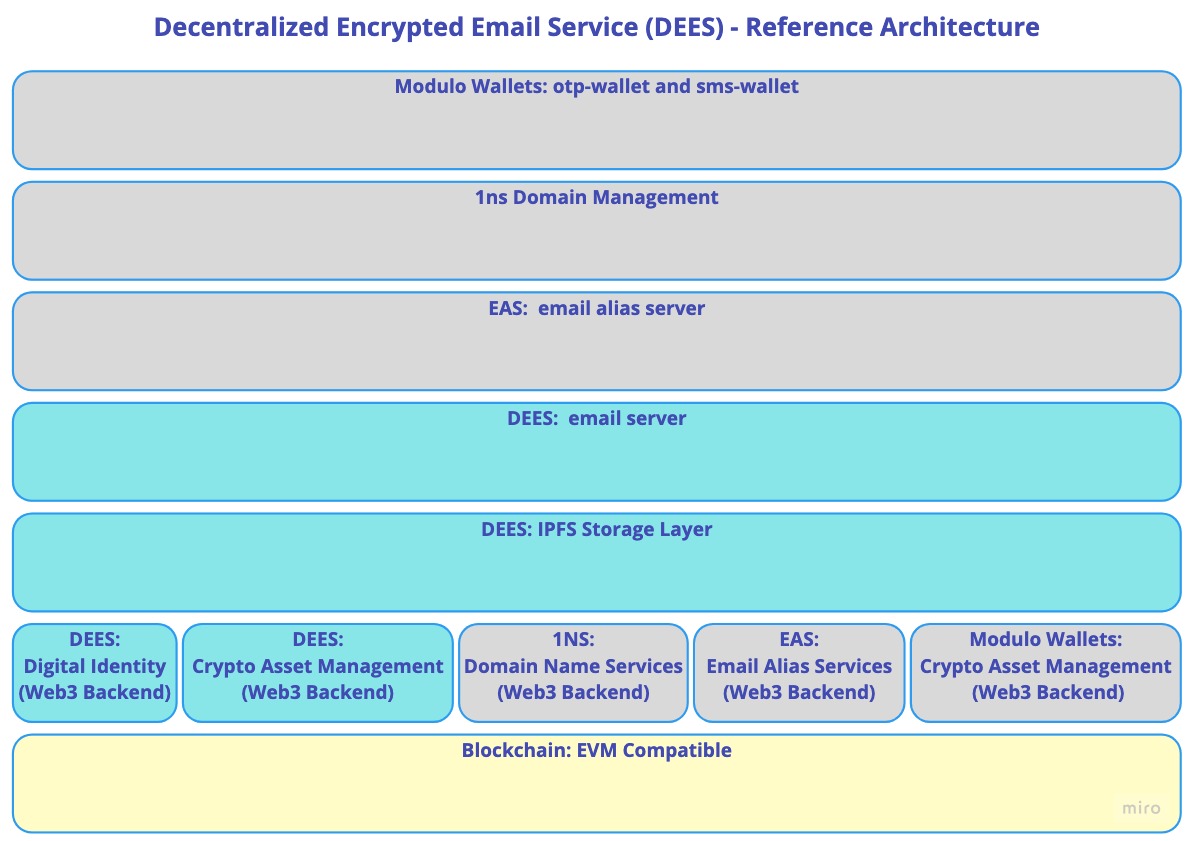 Decentralized Encrypted Email Service (DEES) - Reference Architecture
Modulo Wallets: otp-wallet and sms-wallet
1ns Domain Management
EAS:  email alias server
DEES:  email server
DEES: IPFS Storage Layer
DEES:
Digital Identity
(Web3 Backend)
DEES:
Crypto Asset Management
(Web3 Backend)
1NS:
Domain Name Services
(Web3 Backend)
EAS:
Email Alias Services
(Web3 Backend)
Modulo Wallets:
Crypto Asset Management
(Web3 Backend)
Blockchain: EVM Compatible
miro